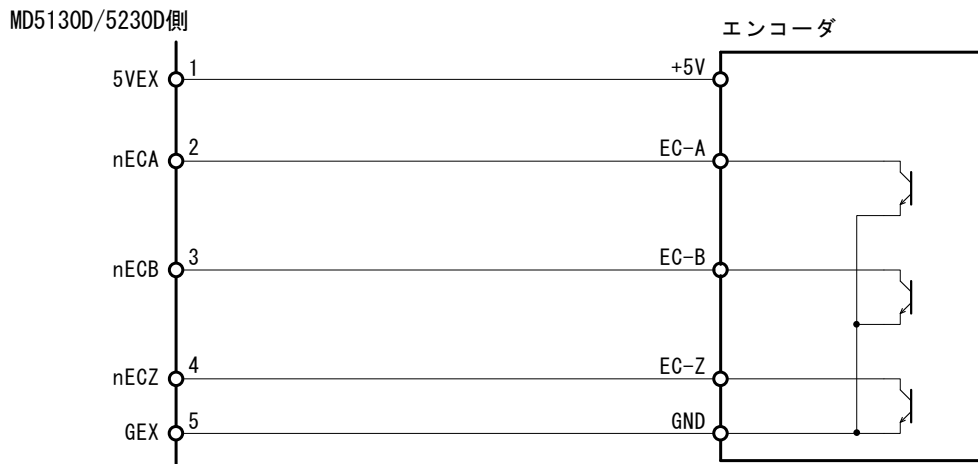 MD5130D/5230D側
エンコーダ
5VEX 1 +5V
nECA 2 EC-A
nECB 3 EC-B
nECZ 4 EC-Z
GEX 5 GND